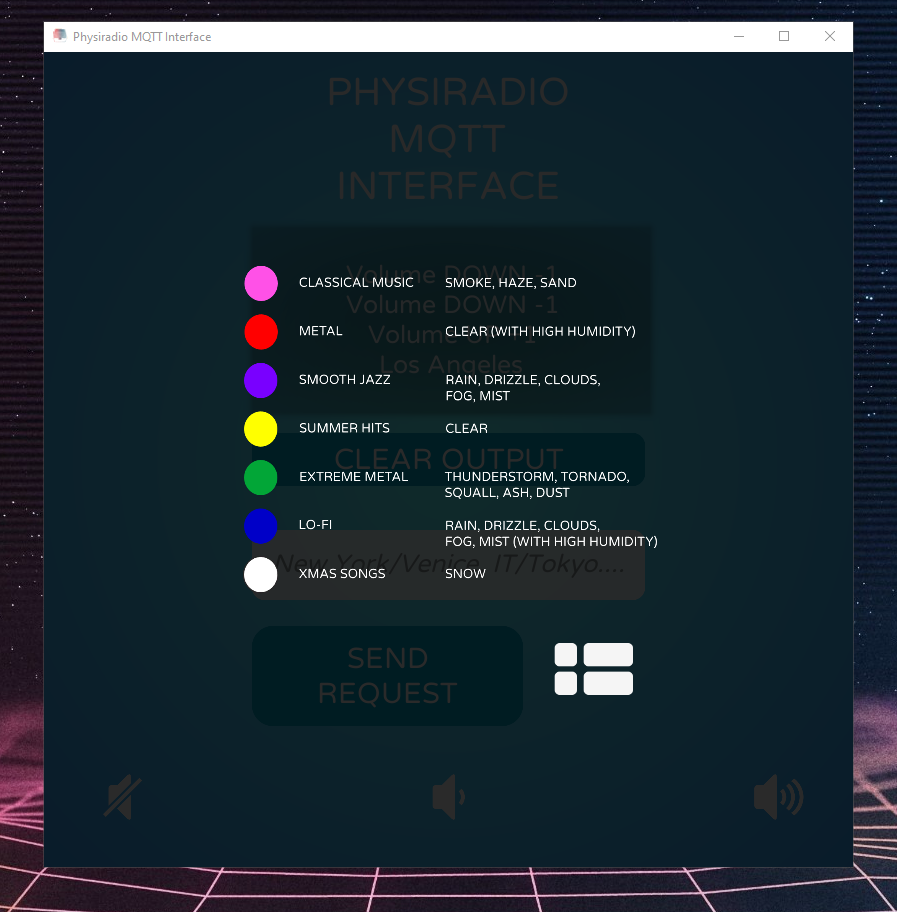 Physiradio MQTT Interface
PHYSIRADIO
MQTT
INTERFACE
Volume DOWN -1
CLASSICAL MUSIC SMOKE, HAZE, SAND
Volume DOWN -1
METAL CLEAR (WITH HIGH HUMIDITY)
Volume UP +1
Los Angeles
SMOOTH JAZZ RAIN, DRIZZLE, CLOUDS,
FOG, MIST
SUMMER HITS CLEAR
CLEAR OUTPUT
EXTREME METAL THUNDERSTORM, TORNADO,
SQUALL, ASH, DUST
LO-FI RAIN, DRIZZLE, CLOUDS,
FOG, MIST (WITH HIGH HUMIDITY)
New York/Venice, IT/Tokyo....
XMAS SONGS SNOW
SEND
REQUEST